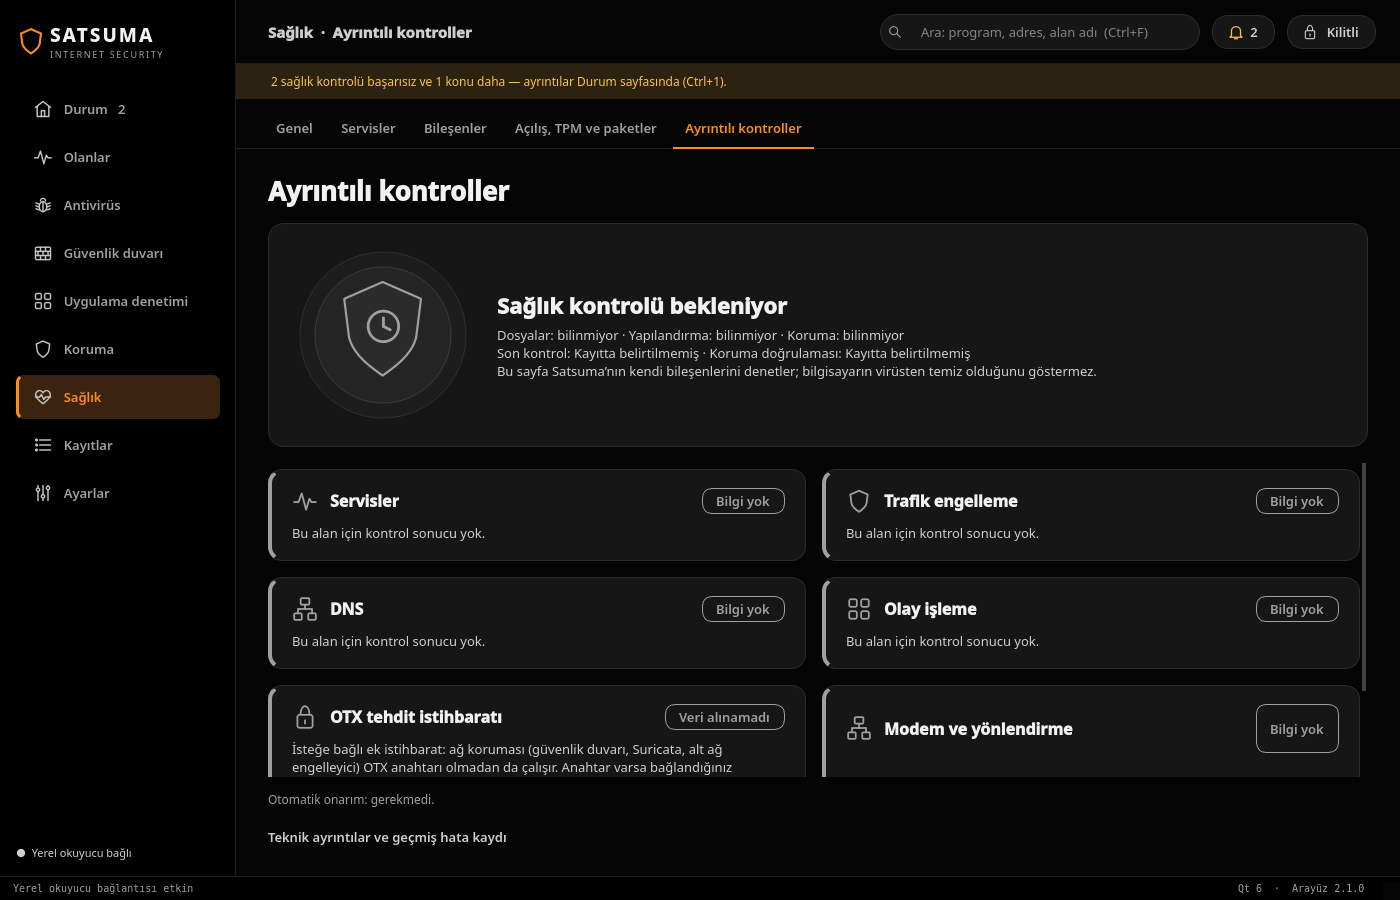 SATSUMA
INTERNET SECURITY
Durum 2
Olanlar
Antivirüs
Güvenlik duvarı
Uygulama denetimi
Koruma
Sağlık
Kayıtlar
Ayarlar
Yerel okuyucu bağlı
Sağlık · Ayrıntılı kontroller
Ara: program, adres, alan adı (Ctrl+F)
2
Kilitli
2 sağlık kontrolü başarısız ve 1 konu daha — ayrıntılar Durum sayfasında (Ctrl+1).
Genel Servisler Bileşenler Açılış, TPM ve paketler Ayrıntılı kontroller
Ayrıntılı kontroller
Sağlık kontrolü bekleniyor
Dosyalar: bilinmiyor · Yapılandırma: bilinmiyor · Koruma: bilinmiyor
Son kontrol: Kayıtta belirtilmemiş · Koruma doğrulaması: Kayıtta belirtilmemiş
Bu sayfa Satsuma’nın kendi bileşenlerini denetler; bilgisayarın virüsten temiz olduğunu göstermez.
Servisler Bilgi yok
Bu alan için kontrol sonucu yok.
Trafik engelleme Bilgi yok
Bu alan için kontrol sonucu yok.
DNS Bilgi yok
Bu alan için kontrol sonucu yok.
Olay işleme Bilgi yok
Bu alan için kontrol sonucu yok.
OTX tehdit istihbaratı Veri alınamadı
İsteğe bağlı ek istihbarat: ağ koruması (güvenlik duvarı, Suricata, alt ağ
engelleyici) OTX anahtarı olmadan da çalışır. Anahtar varsa bağlandığınız
Modem ve yönlendirme Bilgi yok
Otomatik onarım: gerekmedi.
Teknik ayrıntılar ve geçmiş hata kaydı
Yerel okuyucu bağlantısı etkin
Qt 6 · Arayüz 2.1.0